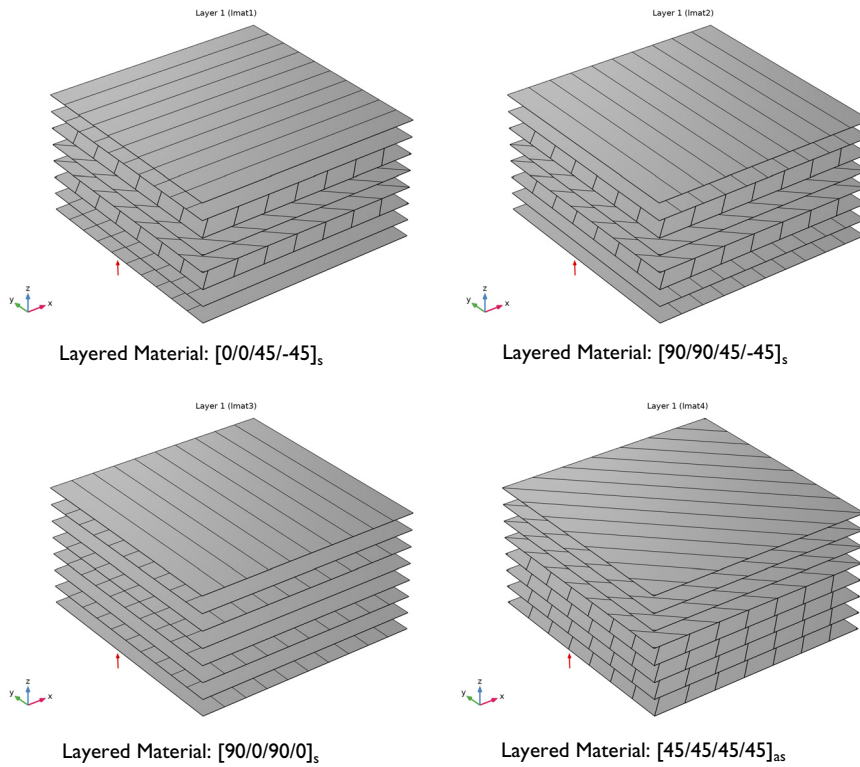 Layer 1 (lmat1)
Layer 1 (lmat2)
z
y
x
z
y
x
Layered Material: [0/0/45/-45]s
Layered Material: [90/90/45/-45]s
Layer 1 (lmat3)
Layer 1 (lmat4)
z
y
x
z
y
x
Layered Material: [90/0/90/0]s
Layered Material: [45/45/45/45]as